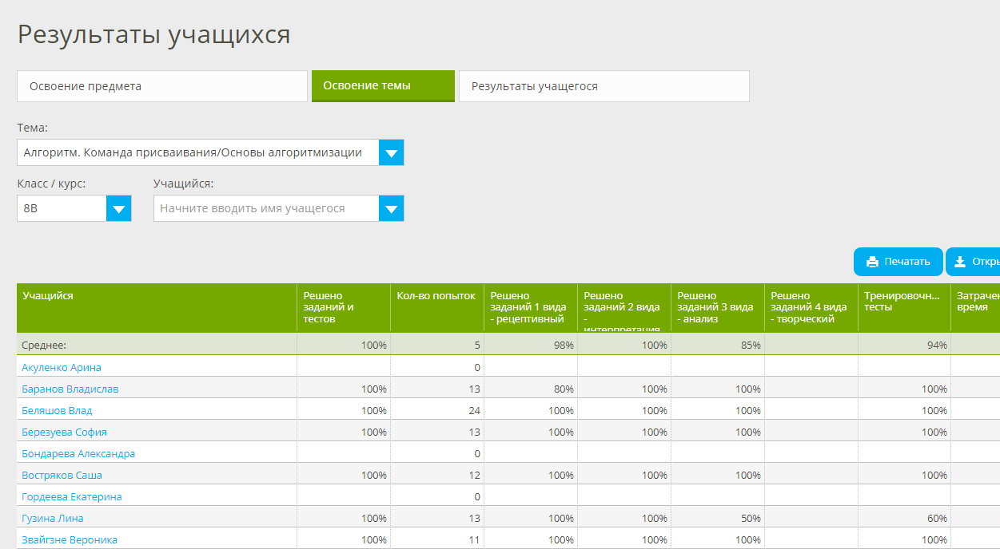 Результаты учащихся
Освоение предмета Освоение темы Результаты учащегося
Тема:
Алгоритм. Команда присваивания/Основы алгоритмизации
Класс / курс: Учащийся:
8В Начните вводить имя учащегося
Печатать Откры
Учащийся Решено заданий и тестов Кол-во попыток Решено заданий 1 вида - рецептивный Решено заданий 2 вида - интерпретация Решено заданий 3 вида - анализ Решено заданий 4 вида - творческий Тренировочн... тесты Затрачен время
Среднее: 100% 5 98% 100% 85% 94%
Акуленко Арина 0
Баранов Владислав 100% 13 80% 100% 100% 100%
Беляшов Влад 100% 24 100% 100% 100% 100%
Березуева София 100% 13 100% 100% 100% 100%
Бондарева Александра 0
Востряков Саша 100% 12 100% 100% 100% 100%
Гордеева Екатерина 0
Гузина Лина 100% 13 100% 100% 50% 60%
Звайгзне Вероника 100% 11 100% 100% 100% 100%